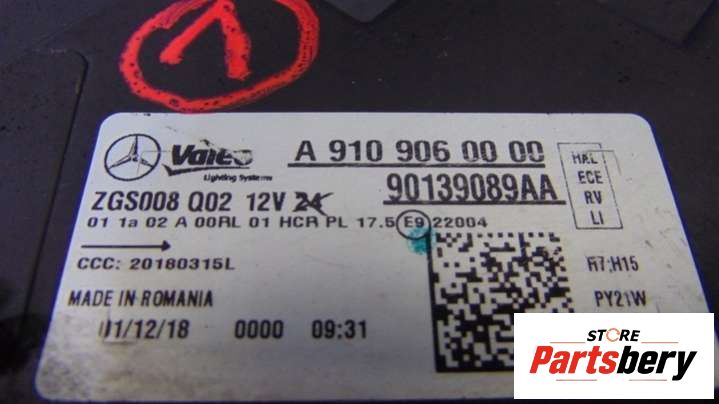 1
Valeo A 910 906 00 00 HAL
Lighting Systems
90139089AA ECE
ZGS008 Q02 12V 24 RV
01 1a 02 A 00RL 01 HCR PL 17.5 E9 22004 LI
CCC: 20180315L H7;H15
MADE IN ROMANIA PY21W
01/12/18 0000 09:31
STORE
Partsbery